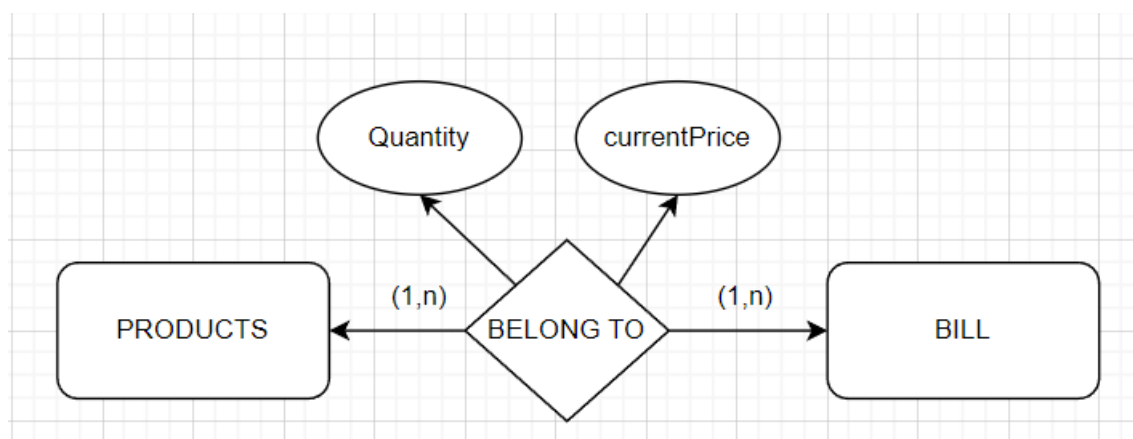 Quantity
currentPrice
(1,n)
(1,n)
PRODUCTS
BELONG TO
BILL